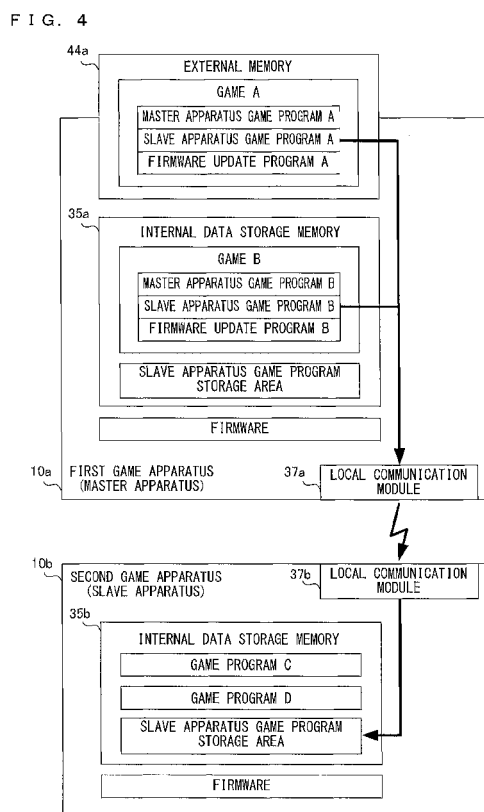 FIG. 4
44a
EXTERNAL MEMORY
GAME A
MASTER APPARATUS GAME PROGRAM A
SLAVE APPARATUS GAME PROGRAM A
FIRMWARE UPDATE PROGRAM A
35a
INTERNAL DATA STORAGE MEMORY
GAME B
MASTER APPARATUS GAME PROGRAM B
SLAVE APPARATUS GAME PROGRAM B
FIRMWARE UPDATE PROGRAM B
SLAVE APPARATUS GAME PROGRAM
STORAGE AREA
FIRMWARE
10a
FIRST GAME APPARATUS
(MASTER APPARATUS)
37a
LOCAL COMMUNICATION
MODULE
10b
SECOND GAME APPARATUS
(SLAVE APPARATUS)
37b
LOCAL COMMUNICATION
MODULE
35b
INTERNAL DATA STORAGE MEMORY
GAME PROGRAM C
GAME PROGRAM D
SLAVE APPARATUS GAME PROGRAM
STORAGE AREA
FIRMWARE